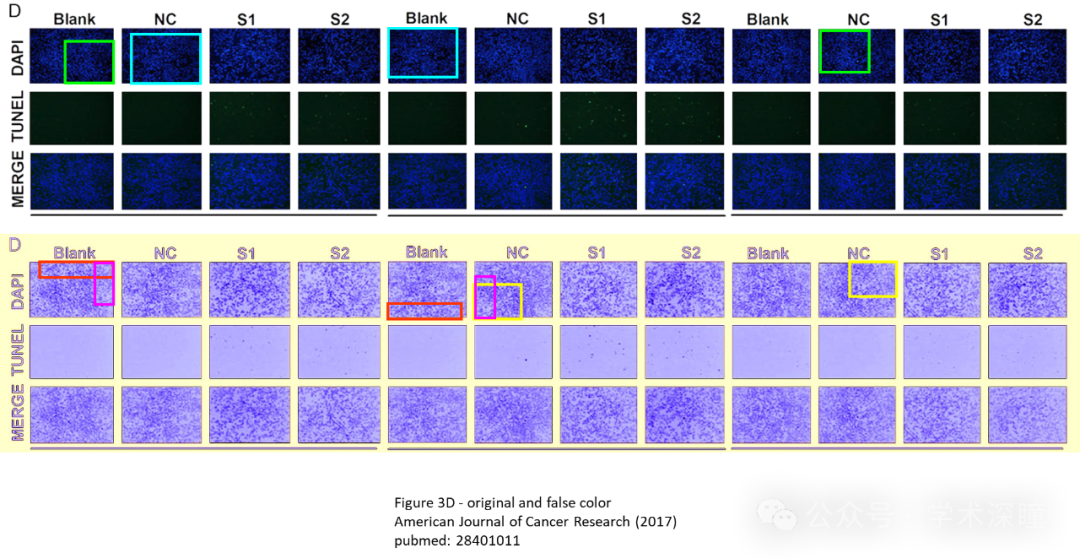 D
Blank NC S1 S2 Blank NC S1 S2 Blank NC S1 S2
DAPI
TUNEL
MERGE
D
Blank NC S1 S2 Blank NC S1 S2 Blank NC S1 S2
DAPI
TUNEL
MERGE
Figure 3D - original and false color
American Journal of Cancer Research (2017)
pubmed: 28401011
公众号 学术深瞳